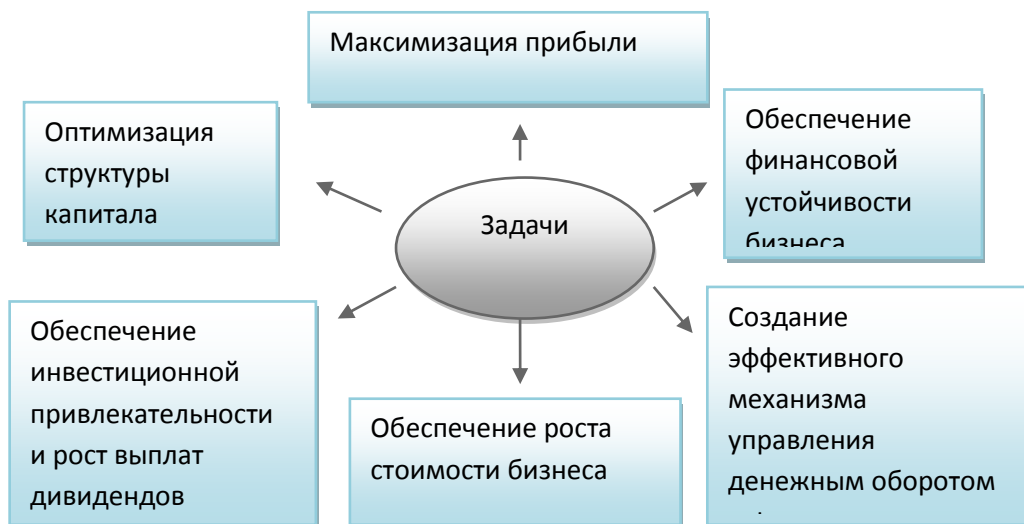 Максимизация прибыли
Оптимизация
структуры
капитала
Обеспечение
финансовой
устойчивости
бизнеса
Задачи
Обеспечение
инвестиционной
привлекательности
и рост выплат
дивидендов
Обеспечение роста
стоимости бизнеса
Создание
эффективного
механизма
управления
денежным оборотом